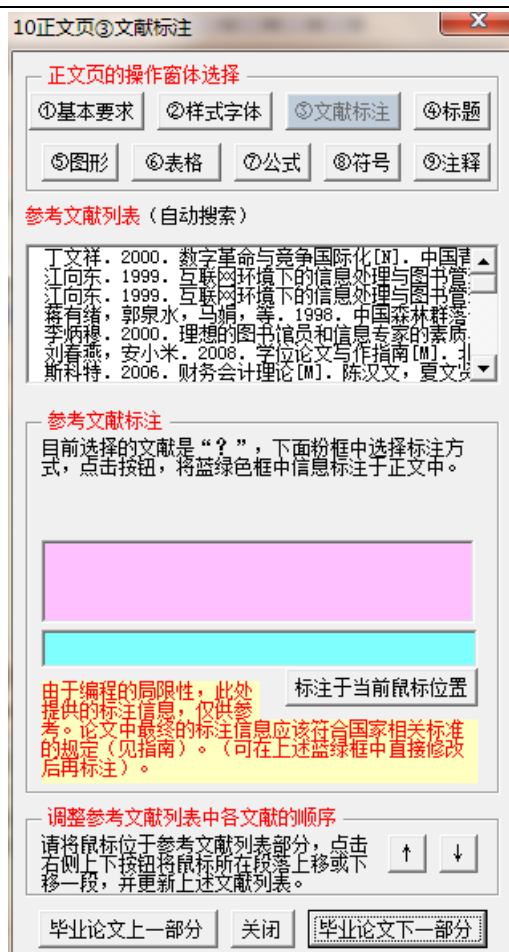 10正文页③文献标注
正文页的操作窗体选择
①基本要求 ②样式字体 ③文献标注 ④标题
⑤图形 ⑥表格 ⑦公式 ⑧符号 ⑨注释
参考文献列表（自动搜索）
丁文祥. 2000. 数字革命与竞争国际化[N]. 中国青
江向东. 1999. 互联网环境下的信息处理与图书管
江向东. 1999. 互联网环境下的信息处理与图书管
蒋有绪，郭泉水，马娟，等. 1998. 中国森林群落
李炳穆. 2000. 理想的图书馆员和信息专家的素质
刘春燕，安小米. 2008. 学位论文写作指南[M]. 北
斯科特. 2006. 财务会计理论[M]. 陈汉文，夏文贤
参考文献标注
目前选择的文献是“？”，下面粉框中选择标注方
式，点击按钮，将蓝绿色框中信息标注于正文中。
标注于当前鼠标位置
由于编程的局限性，此处
提供的标注信息，仅供参
考。论文中最终的标注信息应该符合国家相关标准
的规定（见指南）。（可在上述蓝绿框中直接修改
后再标注）。
调整参考文献列表中各文献的顺序
请将鼠标位于参考文献列表部分，点击
右侧上下按钮将鼠标所在段落上移或下
移一段，并更新上述文献列表。
↑ ↓
毕业论文上一部分 关闭 毕业论文下一部分